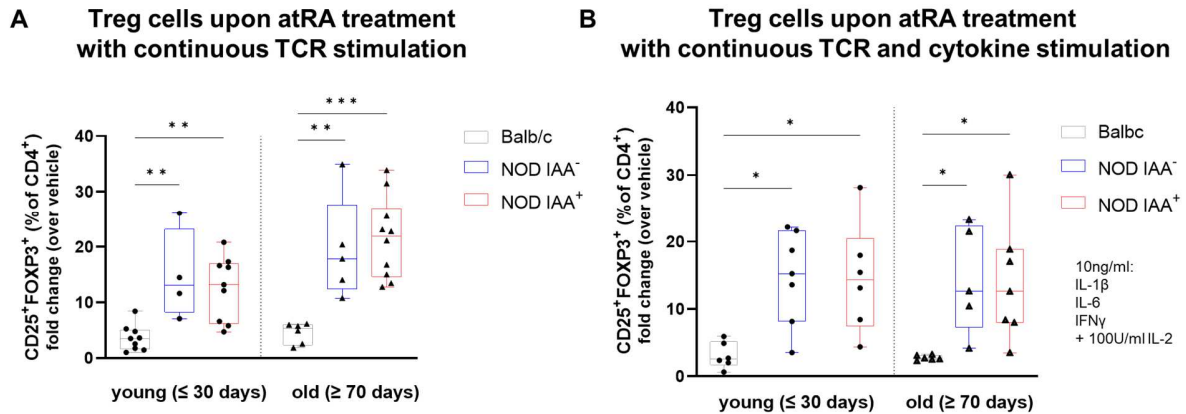 A
Treg cells upon atRA treatment
with continuous TCR stimulation
CD25⁺FOXP3⁺ (%of CD4⁺)
fold change (over vehicle)
40
30
20
10
0
* *
* *
* *
* * *
young (≤ 30 days)
old (≥ 70 days)
Balb/c
NOD IAA⁻
NOD IAA⁺
B
Treg cells upon atRA treatment
with continuous TCR and cytokine stimulation
CD25⁺FOXP3⁺ (%of CD4⁺)
fold change (over vehicle)
40
30
20
10
0
*
*
*
*
young (≤ 30 days)
old (≥ 70 days)
Balbc
NOD IAA⁻
NOD IAA⁺
10ng/ml:
IL-1β
IL-6
IFNγ
+ 100U/ml IL-2